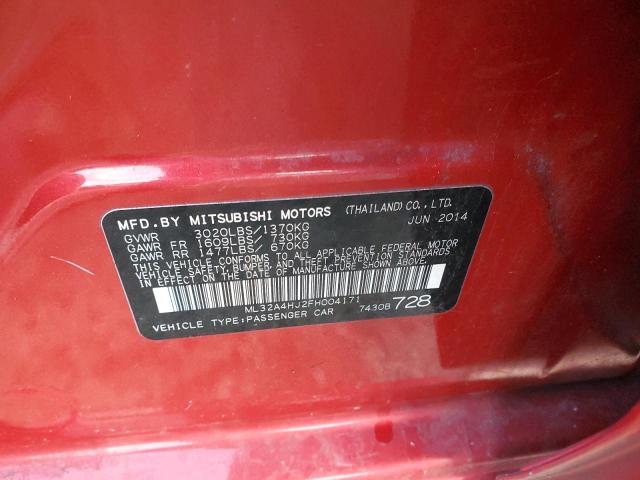 MFD.BY MITSUBISHI MOTORS (THAILAND) CO.,LTD.
JUN 2014
GVWR 3020LBS/1370KG
GAWR FR 1609LBS/ 730KG
GAWR RR 1477LBS/ 670KG
THIS VEHICLE CONFORMS TO ALL APPLICABLE FEDERAL MOTOR
VEHICLE SAFETY, BUMPER, AND THEFT PREVENTION STANDARDS
IN EFFECT ON THE DATE OF MANUFACTURE SHOWN ABOVE.
ML32A4HJ2FH004171
VEHICLE TYPE:PASSENGER CAR 7430B 728